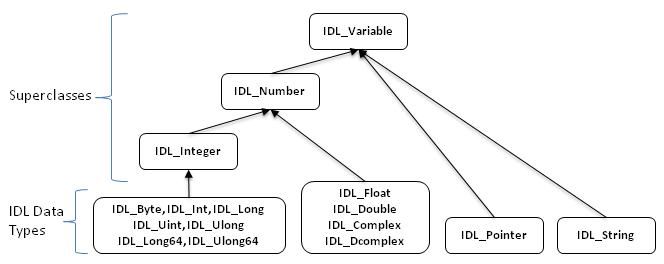 IDL_Variable
Superclasses
IDL_Number
IDL_Integer
IDL Data
Types
IDL_Byte,IDL_Int,IDL_Long
IDL_Uint,IDL_Ulong
IDL_Long64,IDL_Ulong64
IDL_Float
IDL_Double
IDL_Complex
IDL_Dcomplex
IDL_Pointer
IDL_String